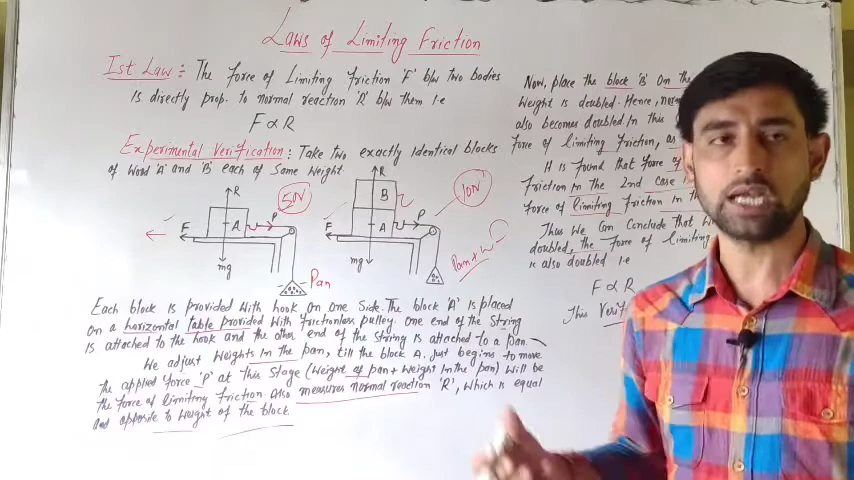 Laws of Limiting Friction
Ist Law :- The force of Limiting friction 'F' b/w two bodies
Is directly prop. to normal reaction 'R' b/w them i.e
F ∝ R
Experimental Verification : Take two exactly identical blocks
of wood 'A' and 'B' each of same weight.
R
50N
F
A
P
mg
Pan
R
100N
B
F
A
P
mg
Pan + W
Each block is provided with hook on one side. The block 'A' is placed
on a horizontal table provided with frictionless pulley. One end of the string
is attached to the hook and the other end of the string is attached to a pan.
We adjust weights in the pan, till the block A. just begins to move
the applied force 'P' at this stage (weight of pan + weight in the pan) will be
the force of limiting friction. Also measures normal reaction 'R', which is equal
and opposite to weight of the block.
Now, place the block 'B' on the
weight is doubled. Hence, nor
also becomes doubled. In this
force of limiting friction, as
It is found that force of
friction in the 2nd case is
force of limiting friction in the
Thus we can conclude that w
doubled, the force of limiting
is also doubled i.e
F ∝ R
This Veri